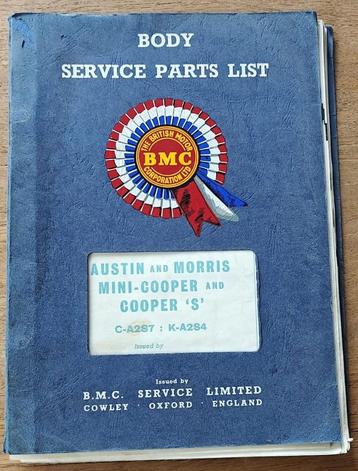 BODY
SERVICE PARTS LIST
THE BRITISH MOTOR
BMC
CORPORATION LTD
AUSTIN AND MORRIS
MINI-COOPER AND
COOPER 'S'
C-A2S7 : K-A2S4
Issued by
Issued by
B.M.C. SERVICE LIMITED
COWLEY · OXFORD · ENGLAND